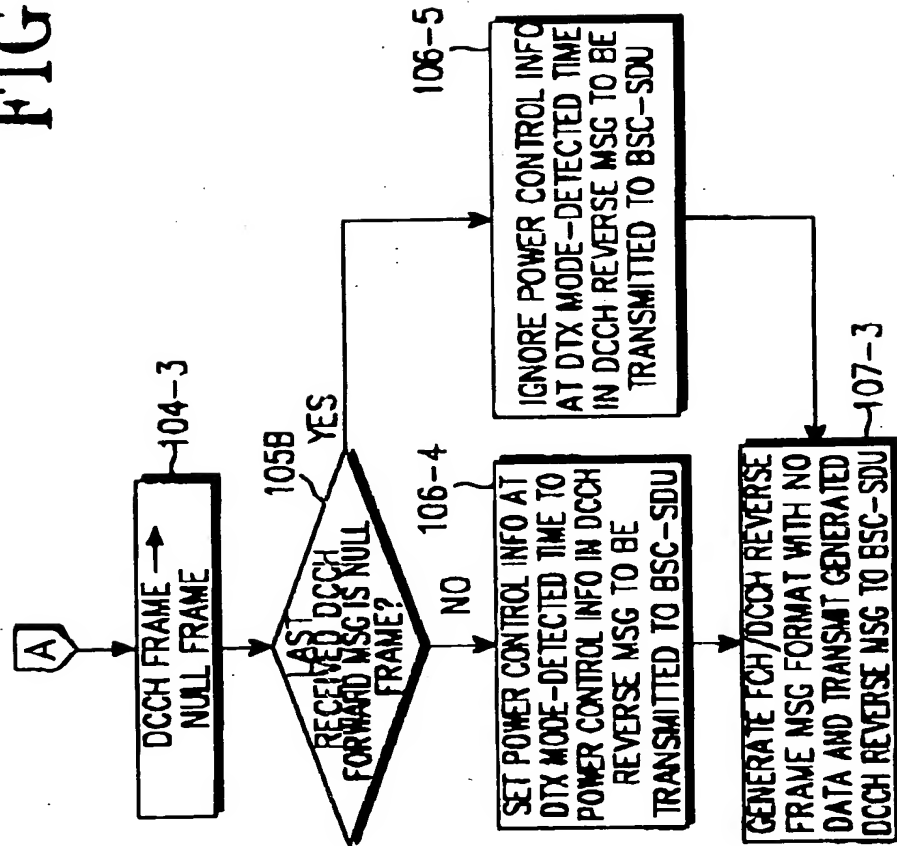 FIG
A
DCCH FRAME →
NULL FRAME
104-3
LAST
RECEIVED DCCH
FORWARD MSG IS NULL
FRAME?
105B
YES
NO
106-4
SET POWER CONTROL INFO AT
DTX MODE-DETECTED TIME TO
POWER CONTROL INFO IN DCCH
REVERSE MSG TO BE
TRANSMITTED TO BSC-SDU
106-5
IGNORE POWER CONTROL INFO
AT DTX MODE-DETECTED TIME
IN DCCH REVERSE MSG TO BE
TRANSMITTED TO BSC-SDU
107-3
GENERATE FCH/DCCH REVERSE
FRAME MSG FORMAT WITH NO
DATA AND TRANSMIT GENERATED
DCCH REVERSE MSG TO BSC-SDU